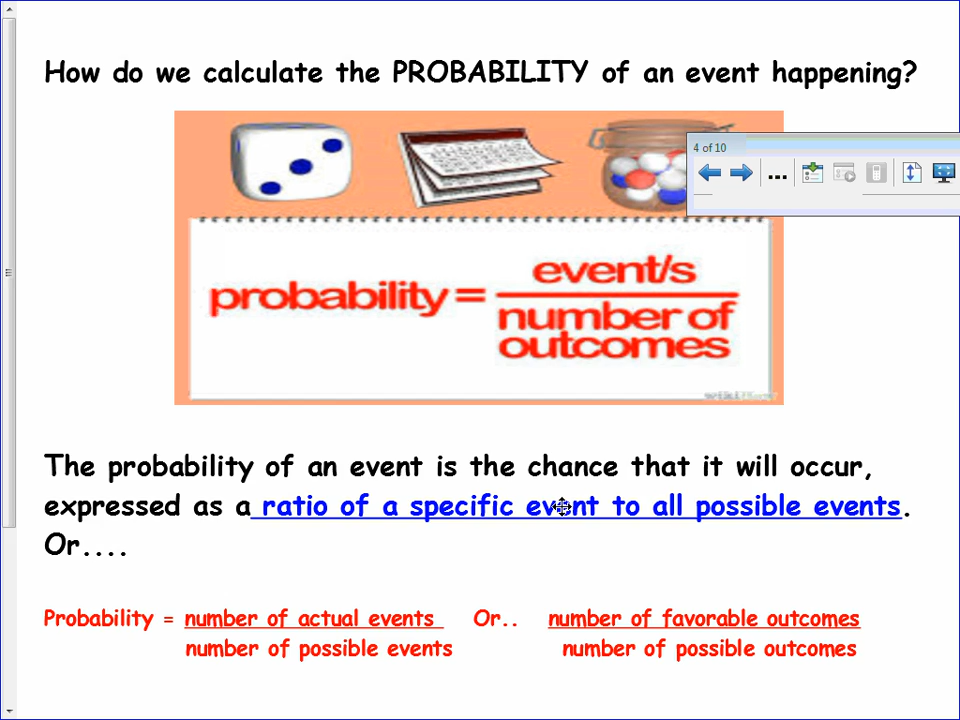 How do we calculate the PROBABILITY of an event happening?
4 of 10
probability = event/s
number of
outcomes
The probability of an event is the chance that it will occur,
expressed as a ratio of a specific event to all possible events.
Or....
Probability = number of actual events Or.. number of favorable outcomes
number of possible events number of possible outcomes